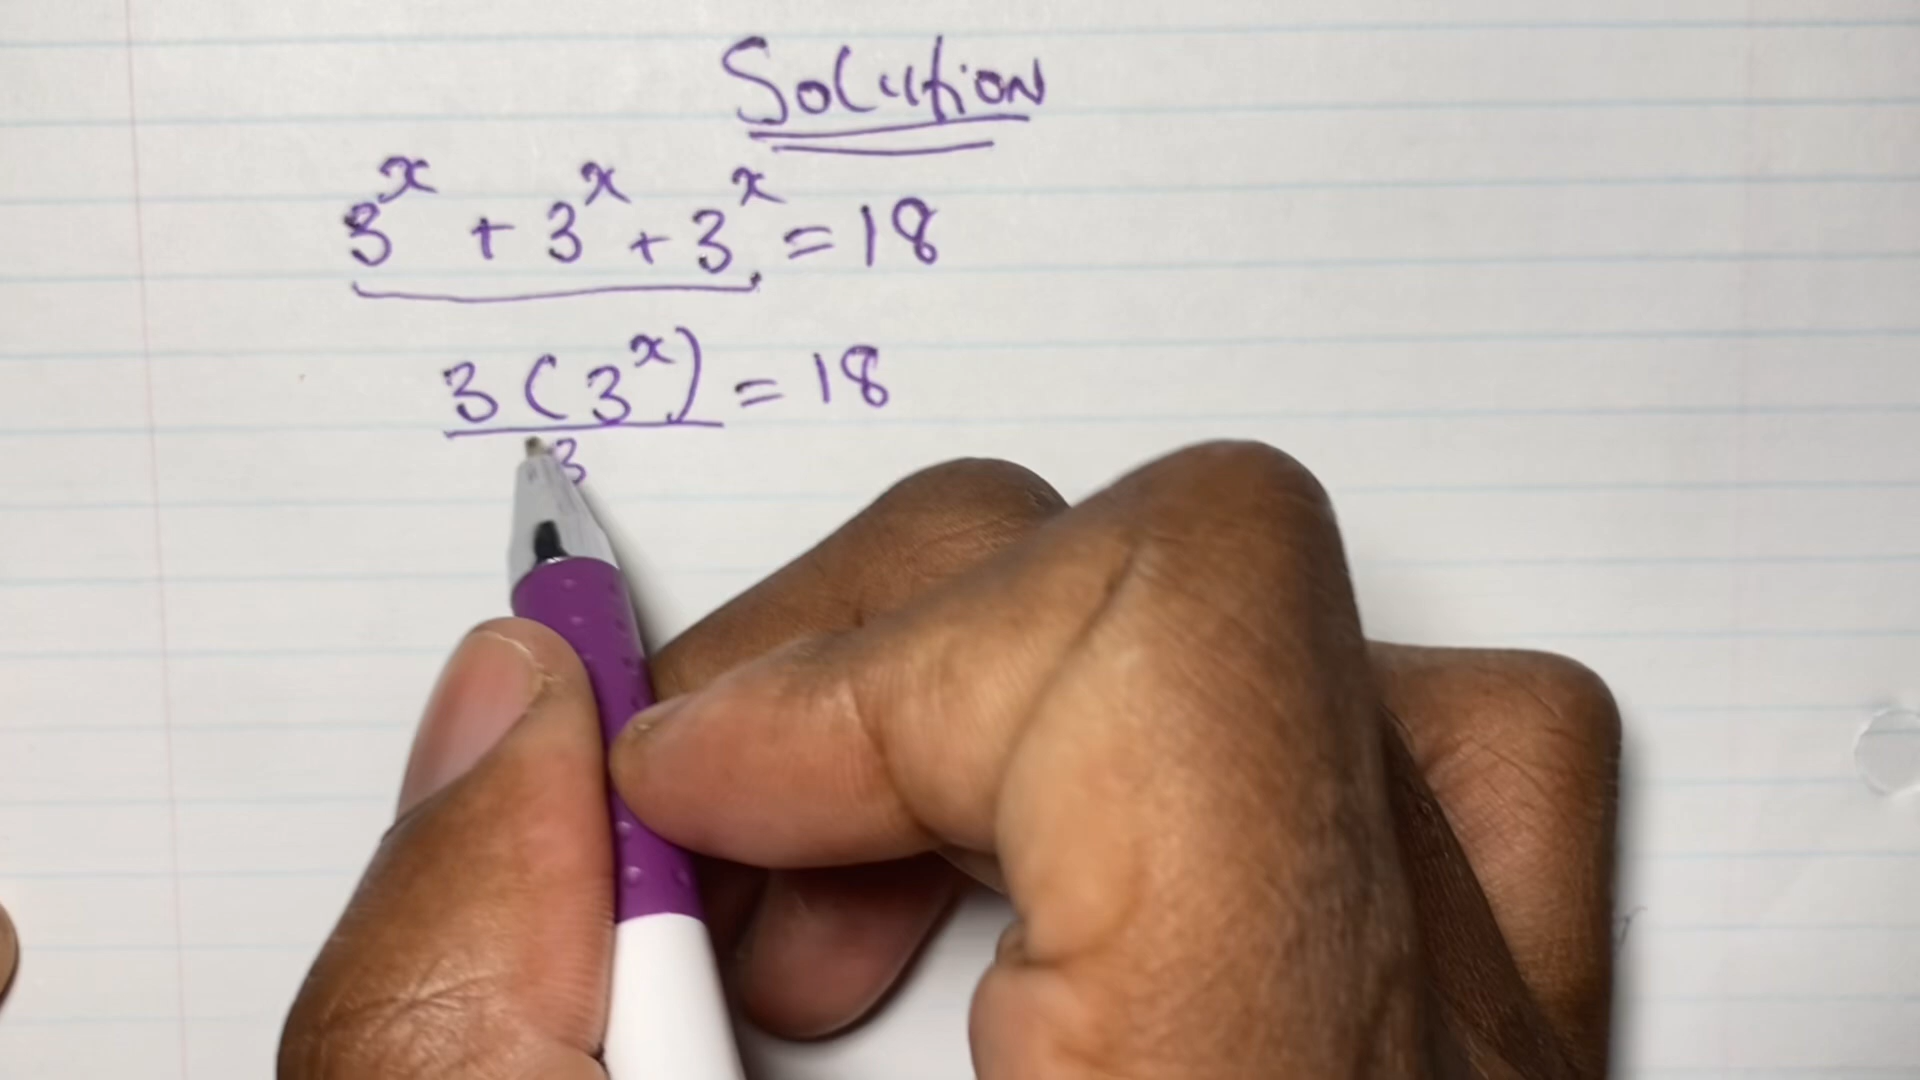 Solution
3^x + 3^x + 3^x = 18
3 ( 3^x ) = 18
3